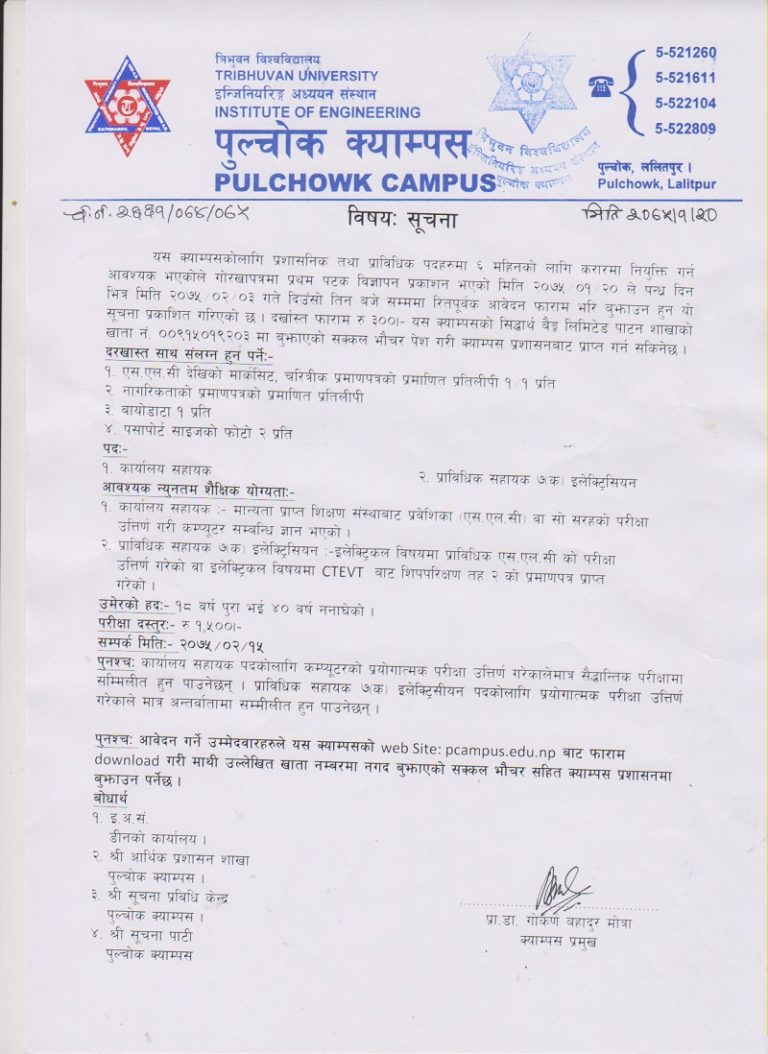 त्रिभुवन विश्वविद्यालय
TRIBHUVAN UNIVERSITY
इन्जिनियरिङ्ग अध्ययन संस्थान
INSTITUTE OF ENGINEERING
पुल्चोक क्याम्पस
PULCHOWK CAMPUS
त्रिभुवन विश्वविद्यालय
इन्जिनियरिङ्ग अध्ययन संस्थान
पुल्चोक क्याम्पस
5-521260
5-521611
5-522104
5-522809
पुल्चोक, ललितपुर ।
Pulchowk, Lalitpur
विषयः सूचना
मिति २०७५।१।२०
यस क्याम्पसकोलागि प्रशासनिक तथा प्राविधिक पदहरुमा ६ महिनको लागि करारमा नियुक्ति गर्न
आवश्यक भएकोले गोरखापत्रमा प्रथम पटक विज्ञापन प्रकाशन भएको मिति २०७५/०१/२० ले पन्ध्र दिन
भित्र मिति २०७५/०२/०३ गते दिउँसो तिन बजे सम्ममा रितपूर्वक आवेदन फाराम भरि बुझाउन हुन यो
सूचना प्रकाशित गरिएको छ । दर्खास्त फाराम रु ३००।- यस क्याम्पसको सिद्धार्थ बैङ्क लिमिटेड पाटन शाखाको
खाता नं. ००९१५०१९२०३ मा बुझाएको सक्कल भौचर पेश गरी क्याम्पस प्रशासनबाट प्राप्त गर्न सकिनेछ ।
दरखास्त साथ संलग्न हुनु पर्नेः-
१. एस.एल.सी देखिको मार्कसिट, चरित्रीक प्रमाणपत्रको प्रमाणित प्रतिलीपी १/१ प्रति
२. नागरिकताको प्रमाणपत्रको प्रमाणित प्रतिलीपी
३. बायोडाटा १ प्रति
४. पसापोर्ट साइजको फोटो २ प्रति
पदः-
१. कार्यालय सहायक २. प्राविधिक सहायक ७(क) इलेक्ट्रिसियन
आवश्यक न्युनतम शैक्षिक योग्यताः-
१. कार्यालय सहायक :- मान्यता प्राप्त शिक्षण संस्थाबाट प्रवेशिका (एस.एल.सी) वा सो सरहको परीक्षा
उत्तिर्ण गरी कम्प्यूटर सम्वन्धि ज्ञान भएको ।
२. प्राविधिक सहायक ७(क) इलेक्ट्रिसियन :-इलेक्ट्रिकल विषयमा प्राविधिक एस.एल.सी को परीक्षा
उत्तिर्ण गरेको वा इलेक्ट्रिकल विषयमा CTEVT बाट शिपपरिक्षण तह २ को प्रमाणपत्र प्राप्त
गरेको ।
उमेरको हदः- १८ वर्ष पुरा भई ४० वर्ष ननाघेको ।
परीक्षा दस्तुरः- रु १,५००।-
सम्पर्क मितिः- २०७५/०२/१५
पुनश्चः कार्यालय सहायक पदकोलागि कम्प्यूटरको प्रयोगात्मक परीक्षा उत्तिर्ण गरेकालेमात्र सैद्धान्तिक परीक्षामा
सम्मिलीत हुन पाउनेछन् । प्राविधिक सहायक ७(क) इलेक्ट्रिसीयन पदकोलागि प्रयोगात्मक परीक्षा उत्तिर्ण
गरेकाले मात्र अन्तर्वातामा सम्मीलीत हुन पाउनेछन् ।
पुनश्चः आवेदन गर्ने उम्मेदवारहरुले यस क्याम्पसको web Site: pcampus.edu.np बाट फाराम
download गरी माथी उल्लेखित खाता नम्बरमा नगद बुझाएको सक्कल भौचर सहित क्याम्पस प्रशासनमा
बुझाउन पर्नेछ ।
बोधार्थ
१. इ.अ.सं.
डीनको कार्यालय ।
२. श्री आर्थिक प्रशासन शाखा
पुल्चोक क्याम्पस ।
३. श्री सूचना प्रविधि केन्द्र
पुल्चोक क्याम्पस ।
४. श्री सूचना पाटी
पुल्चोक क्याम्पस
प्रा.डा. गोकर्ण बहादुर मोत्रा
क्याम्पस प्रमुख